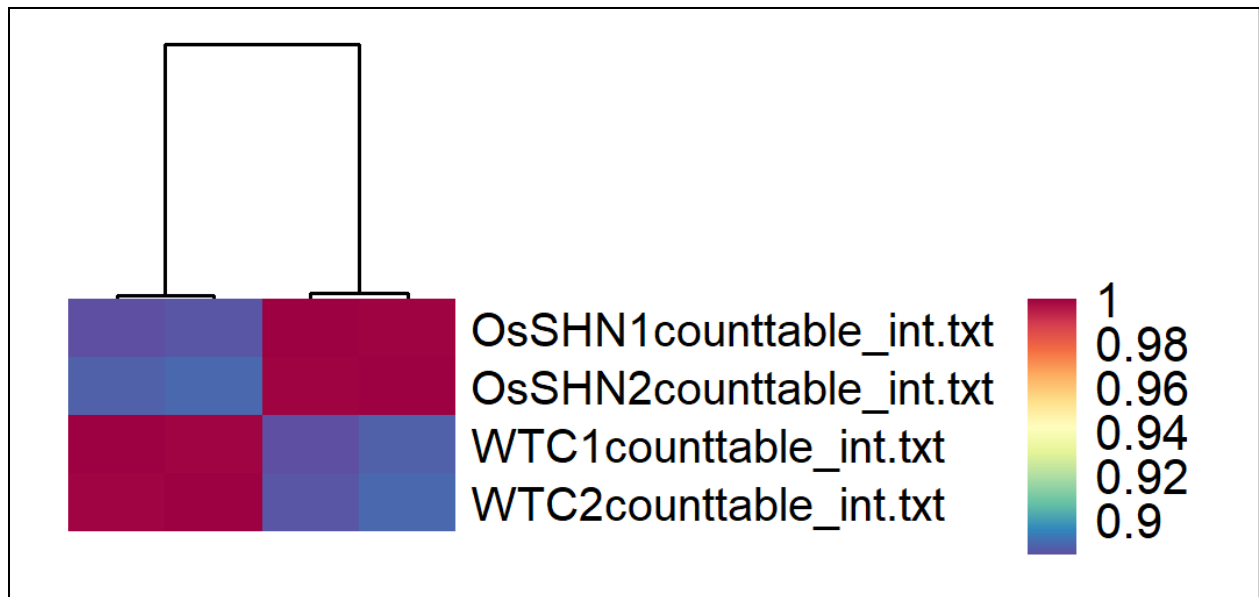 OsSHN1counttable_int.txt
OsSHN2counttable_int.txt
WTC1counttable_int.txt
WTC2counttable_int.txt
1
0.98
0.96
0.94
0.92
0.9